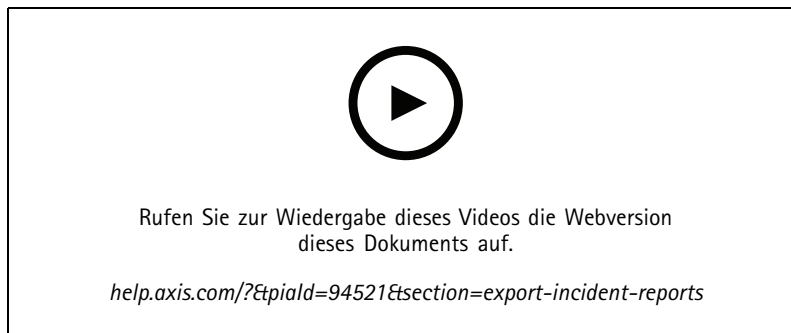 Rufen Sie zur Wiedergabe dieses Videos die Webversion
dieses Dokuments auf.
help.axis.com/?&piaId=94521&section=export-incident-reports